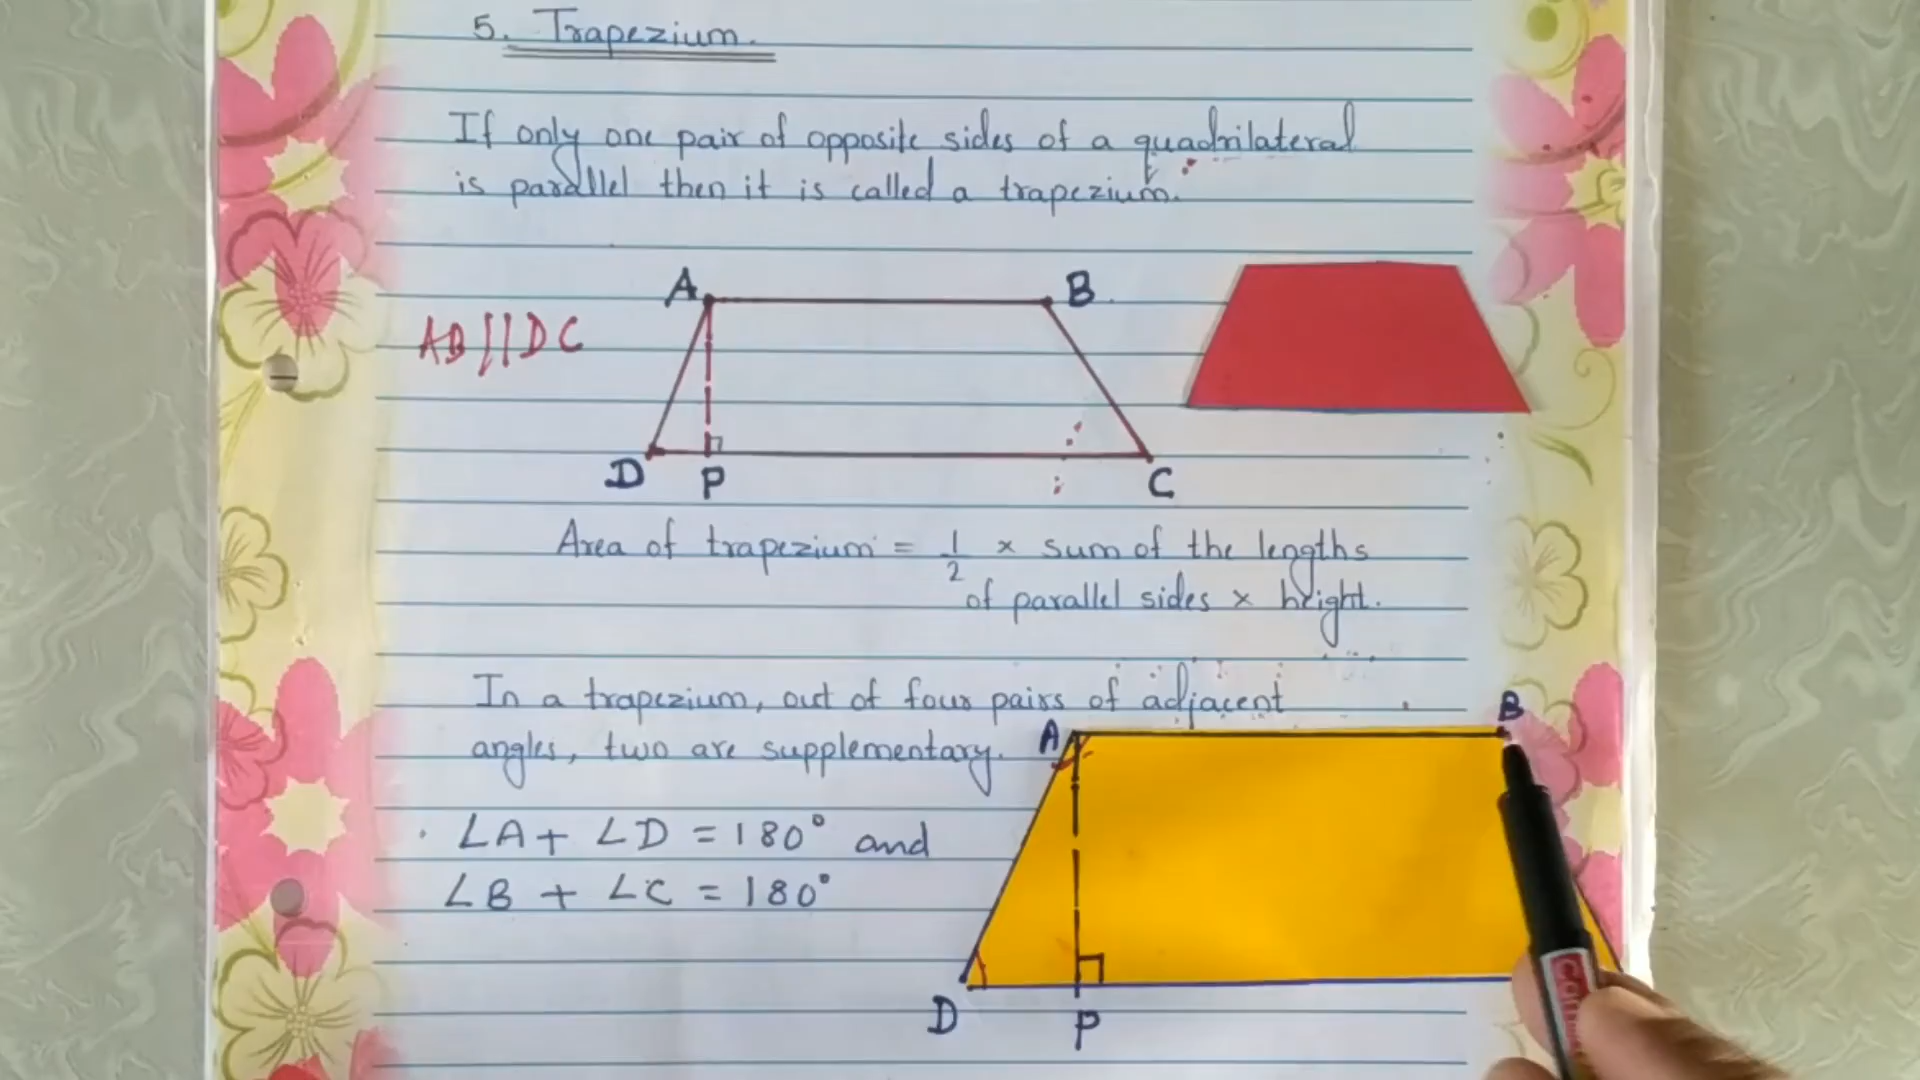 5. Trapezium.
If only one pair of opposite sides of a quadrilateral
is parallel then it is called a trapezium.
A B
AB||DC
D P C
Area of trapezium = 1/2 × sum of the lengths
of parallel sides × height.
In a trapezium, out of four pairs of adjacent
angles, two are supplementary.
A B
∠A + ∠D = 180° and
∠B + ∠C = 180°
D P